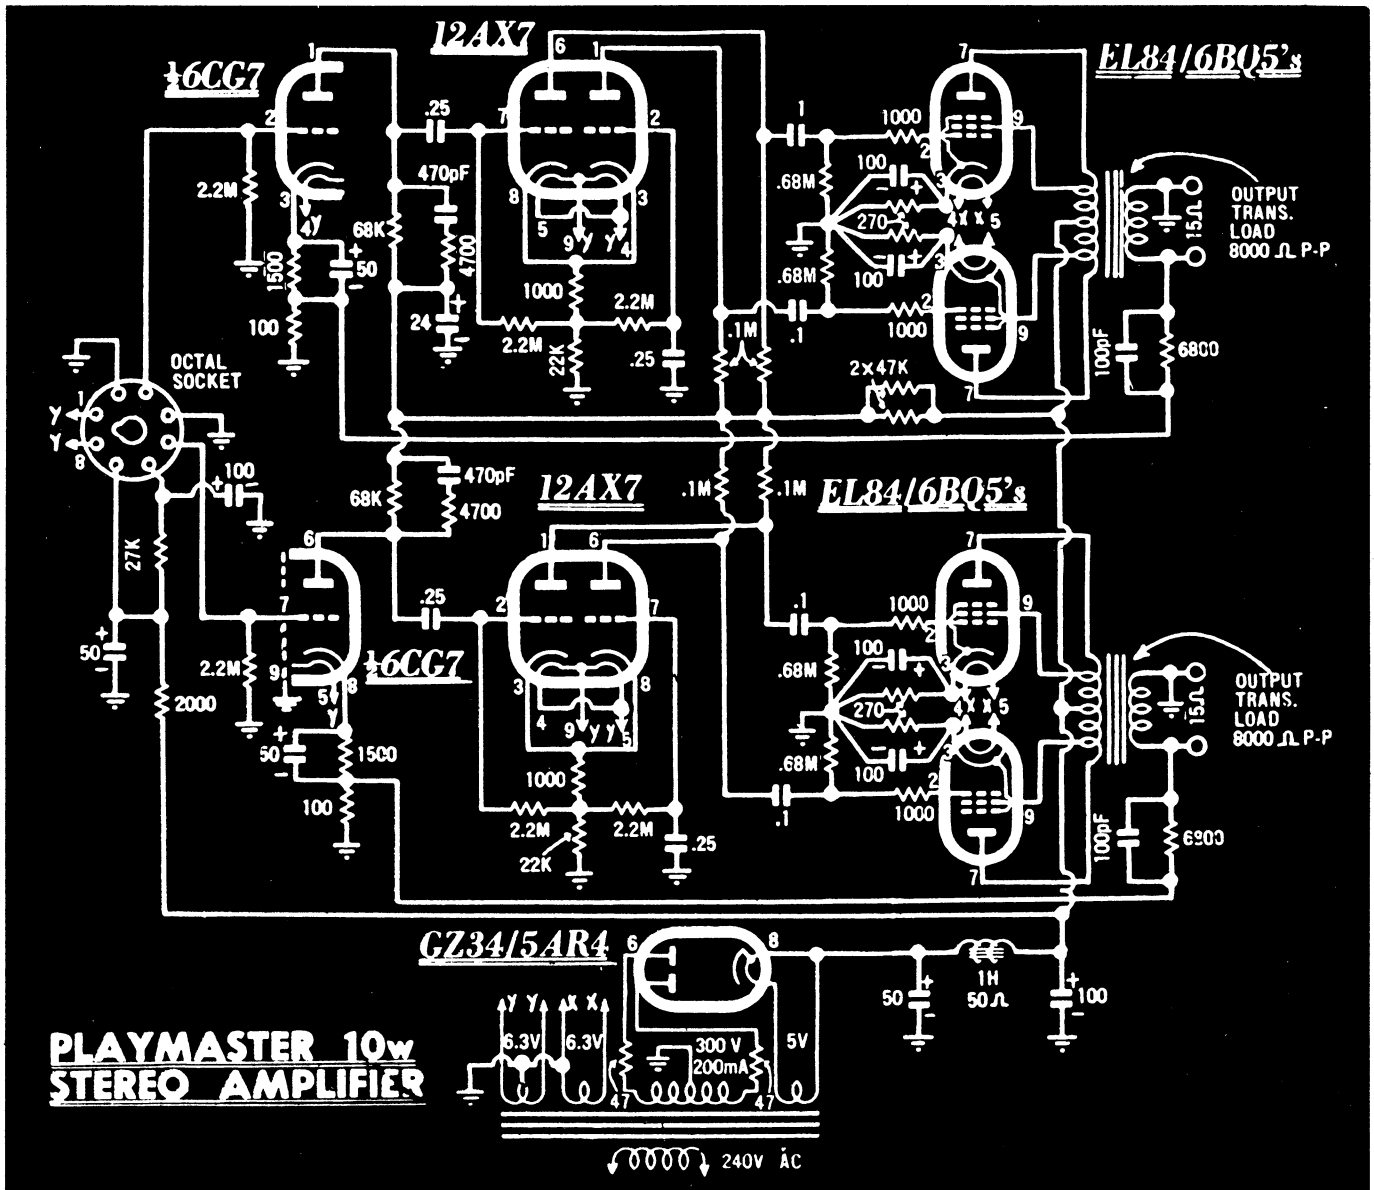 12AX7
EL84/6BQ5's
½6CG7
1
6
1
7
2
.25
7
2
1
1000
2
9
2.2M
470pF
.68M
100
- +
3
4
y
68K
4700
8
3
5
9
y
y
4
270
4
x
x
5
OUTPUT
TRANS.
LOAD
8000 Ω P-P
15Ω
1500
+
50
-
100
24
+
-
1000
2.2M
2.2M
22K
.25
.1M
.68M
.1
100
- +
3
2
1000
9
7
2 x 47K
100pF
6800
OCTAL
SOCKET
1
y
y
8
+
100
-
68K
470pF
4700
12AX7
.1M
.1M
EL84/6BQ5's
27K
6
1
6
7
7
.25
2
7
.1
1000
2
9
+
50
-
2.2M
9
5
y
8
½6CG7
3
4
9
y
y
5
8
.68M
100
- +
3
270
4
x
x
5
OUTPUT
TRANS.
LOAD
8000 Ω P-P
15Ω
2000
+
50
-
1500
100
1000
2.2M
2.2M
22K
.25
.68M
.1
100
- +
3
2
1000
9
7
100pF
6800
GZ34/5AR4
6
8
1H
50Ω
50
+
-
+
100
-
Y Y
X X
6.3V
6.3V
300 V
200mA
5V
47
47
PLAYMASTER 10w
STEREO AMPLIFIER
240V AC